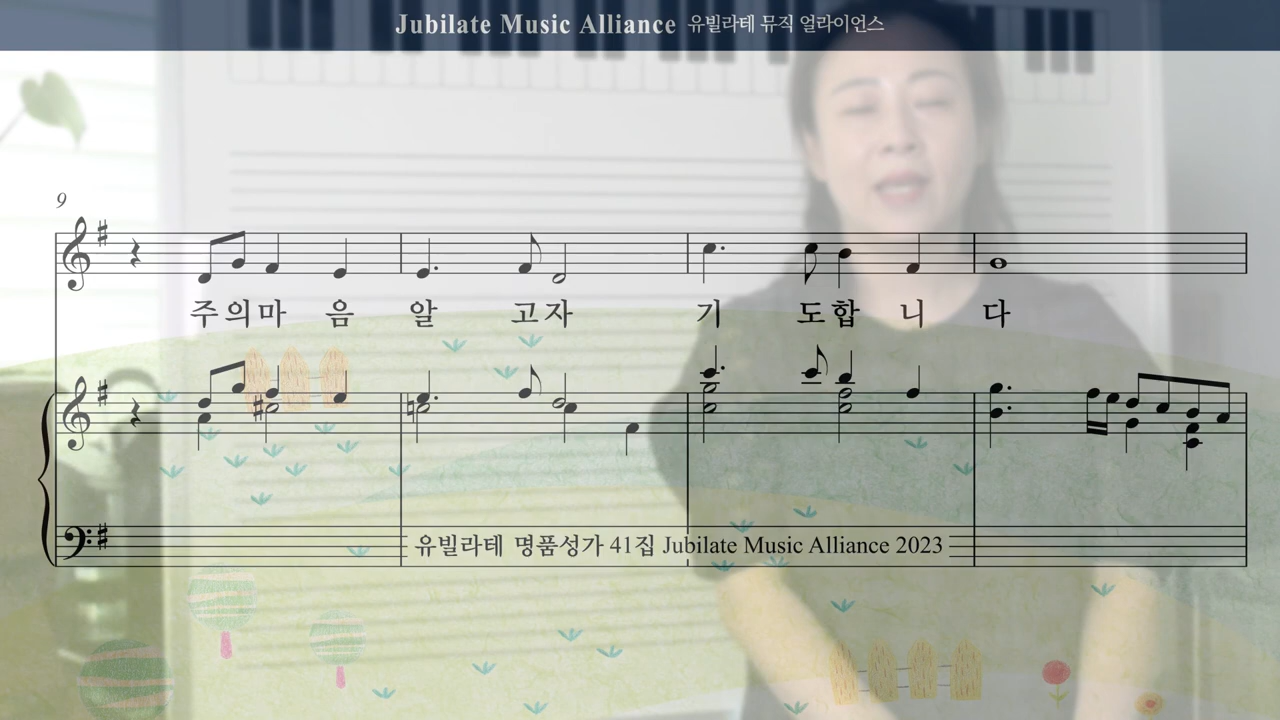 Jubilate Music Alliance 유빌라테 뮤직 얼라이언스
9
주의마 음 알 고자 기 도합 니 다
유빌라테 명품성가 41집 Jubilate Music Alliance 2023